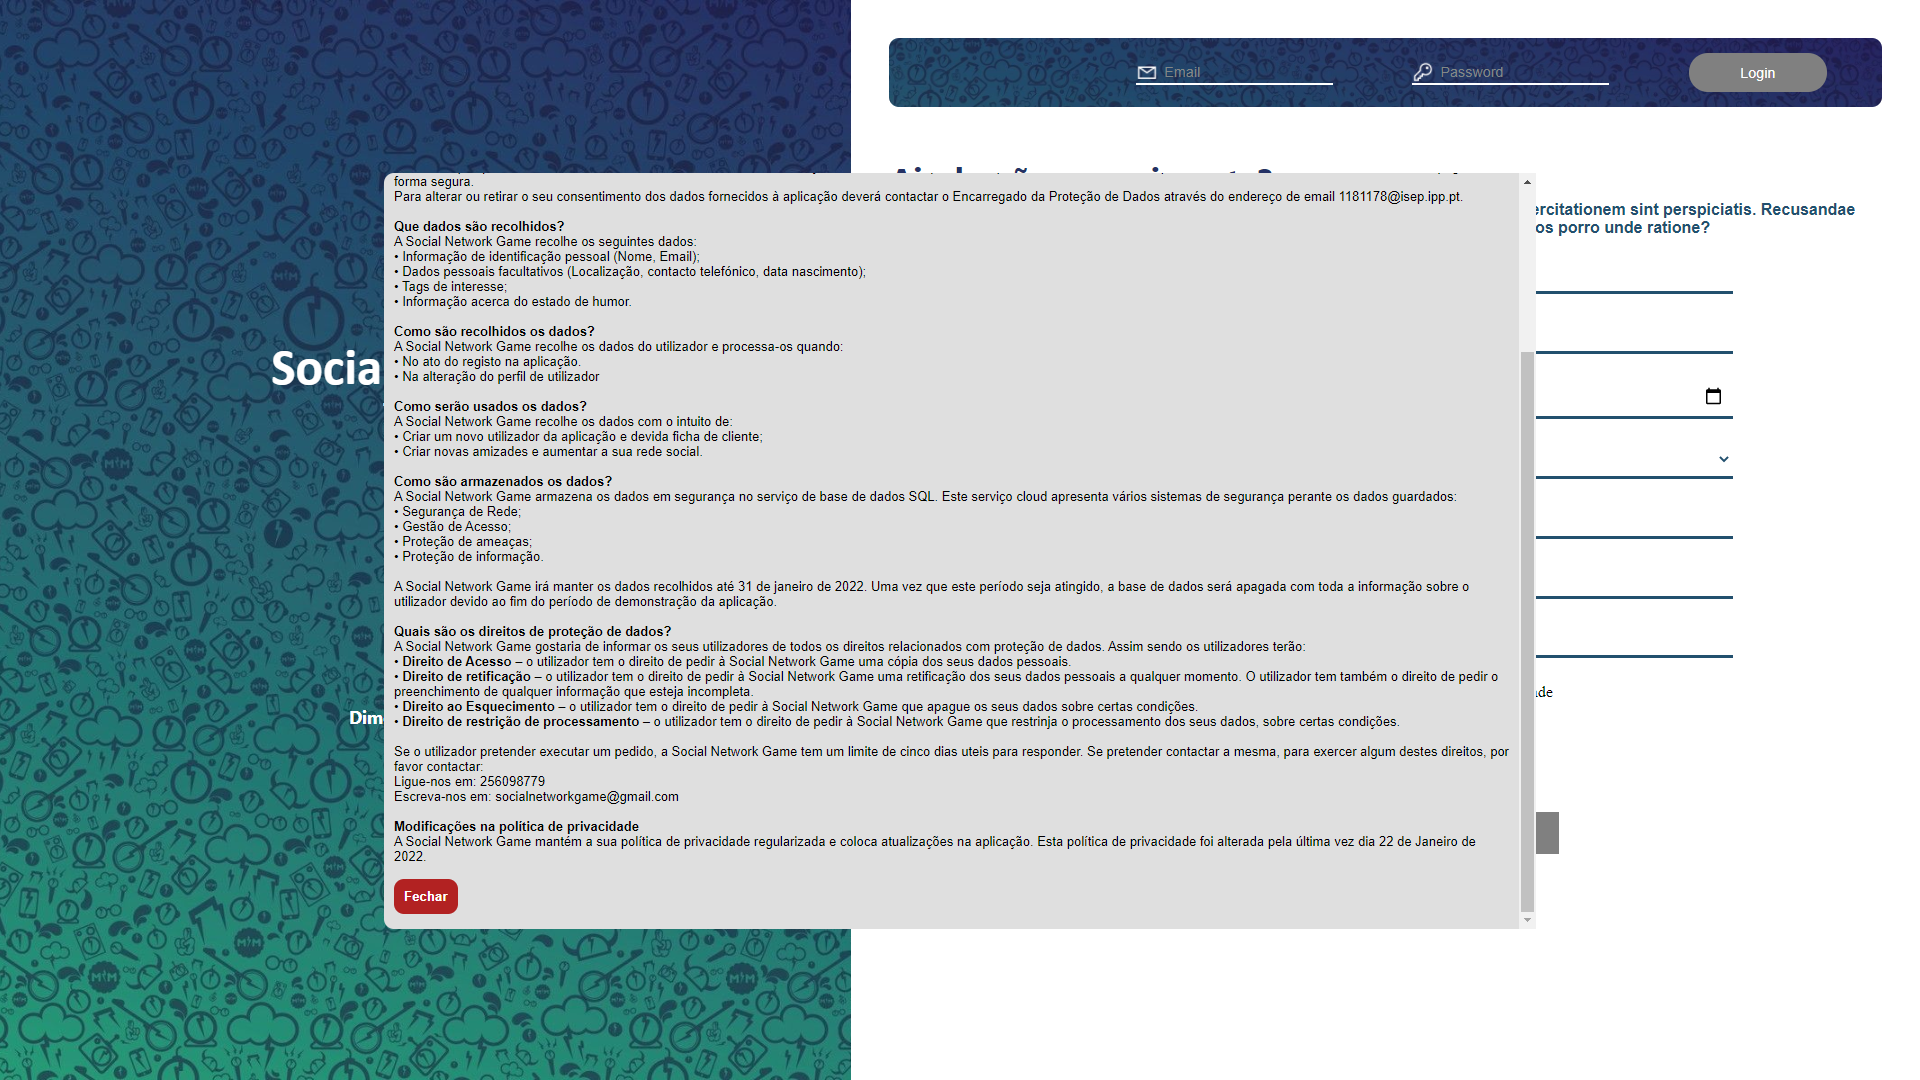 Email
Password
Login
forma segura.
Para alterar ou retirar o seu consentimento dos dados fornecidos à aplicação deverá contactar o Encarregado da Proteção de Dados através do endereço de email 1181178@isep.ipp.pt.
ercitationem sint perspiciatis. Recusandae
os porro unde ratione?
Que dados são recolhidos?
A Social Network Game recolhe os seguintes dados:
• Informação de identificação pessoal (Nome, Email);
• Dados pessoais facultativos (Localização, contacto telefónico, data nascimento);
• Tags de interesse;
• Informação acerca do estado de humor.
Como são recolhidos os dados?
A Social Network Game recolhe os dados do utilizador e processa-os quando:
• No ato do registo na aplicação.
• Na alteração do perfil de utilizador
Socia
Como serão usados os dados?
A Social Network Game recolhe os dados com o intuito de:
• Criar um novo utilizador da aplicação e devida ficha de cliente;
• Criar novas amizades e aumentar a sua rede social.
Como são armazenados os dados?
A Social Network Game armazena os dados em segurança no serviço de base de dados SQL. Este serviço cloud apresenta vários sistemas de segurança perante os dados guardados:
• Segurança de Rede;
• Gestão de Acesso;
• Proteção de ameaças;
• Proteção de informação.
A Social Network Game irá manter os dados recolhidos até 31 de janeiro de 2022. Uma vez que este período seja atingido, a base de dados será apagada com toda a informação sobre o
utilizador devido ao fim do período de demonstração da aplicação.
Quais são os direitos de proteção de dados?
A Social Network Game gostaria de informar os seus utilizadores de todos os direitos relacionados com proteção de dados. Assim sendo os utilizadores terão:
• Direito de Acesso – o utilizador tem o direito de pedir à Social Network Game uma cópia dos seus dados pessoais.
• Direito de retificação – o utilizador tem o direito de pedir à Social Network Game uma retificação dos seus dados pessoais a qualquer momento. O utilizador tem também o direito de pedir o
preenchimento de qualquer informação que esteja incompleta.
• Direito ao Esquecimento – o utilizador tem o direito de pedir à Social Network Game que apague os seus dados sobre certas condições.
• Direito de restrição de processamento – o utilizador tem o direito de pedir à Social Network Game que restrinja o processamento dos seus dados, sobre certas condições.
de
Dim
Se o utilizador pretender executar um pedido, a Social Network Game tem um limite de cinco dias uteis para responder. Se pretender contactar a mesma, para exercer algum destes direitos, por
favor contactar:
Ligue-nos em: 256098779
Escreva-nos em: socialnetworkgame@gmail.com
Modificações na política de privacidade
A Social Network Game mantém a sua política de privacidade regularizada e coloca atualizações na aplicação. Esta política de privacidade foi alterada pela última vez dia 22 de Janeiro de
2022.
Fechar